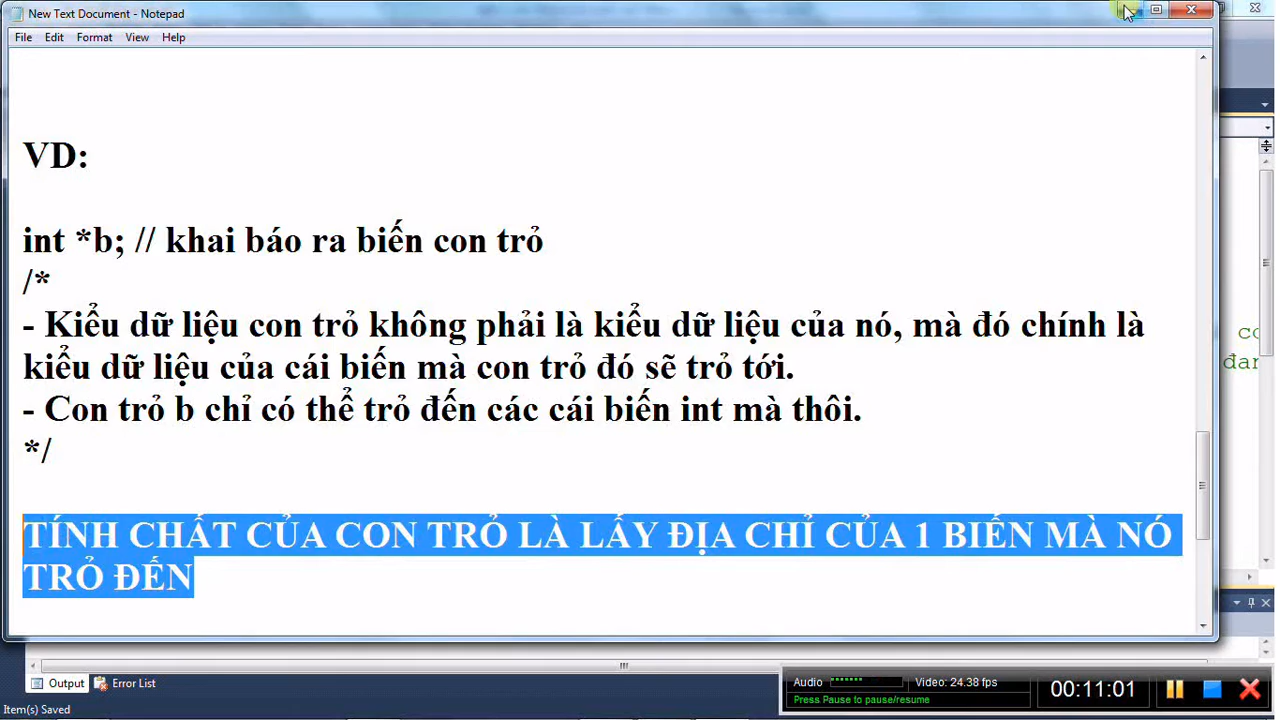 New Text Document - Notepad
File Edit Format View Help
VD:
int *b; // khai báo ra biến con trỏ
/*
- Kiểu dữ liệu con trỏ không phải là kiểu dữ liệu của nó, mà đó chính là
kiểu dữ liệu của cái biến mà con trỏ đó sẽ trỏ tới.
- Con trỏ b chỉ có thể trỏ đến các cái biến int mà thôi.
*/
TÍNH CHẤT CỦA CON TRỎ LÀ LẤY ĐỊA CHỈ CỦA 1 BIẾN MÀ NÓ
TRỎ ĐẾN
Output Error List
Item(s) Saved
Audio Video: 24.38 fps
Press Pause to pause/resume
00:11:01